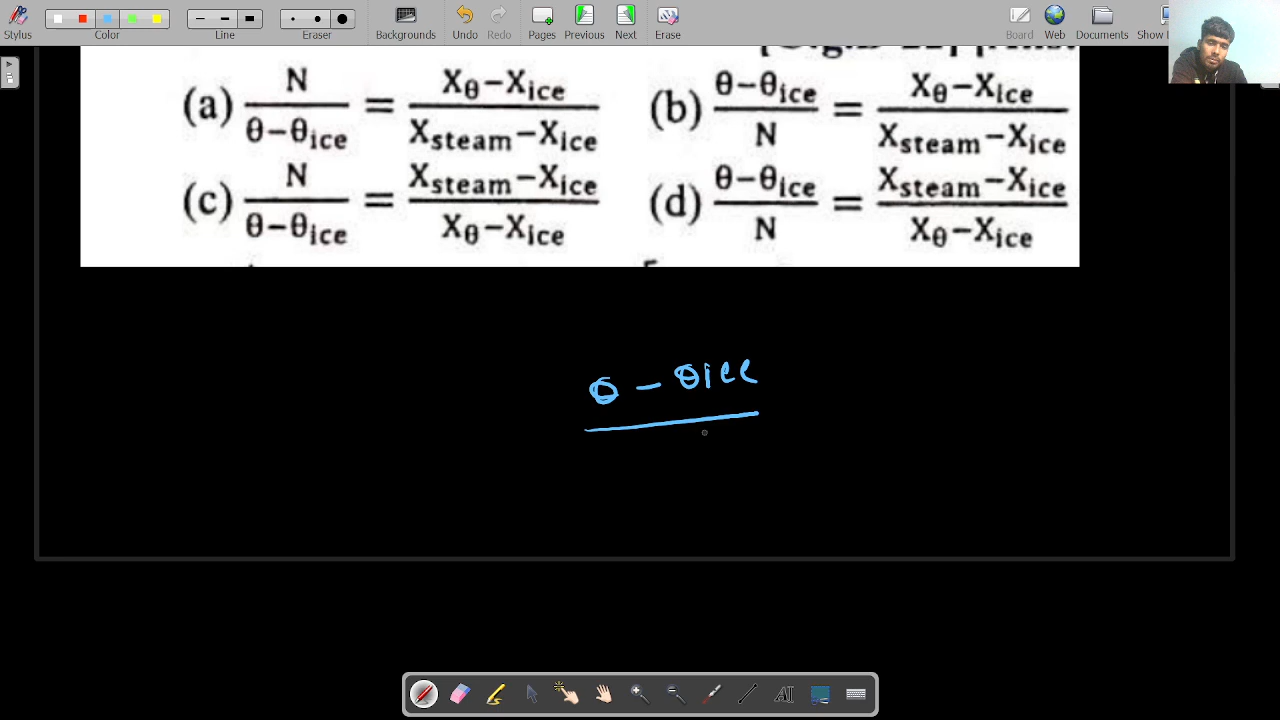 Stylus Color Line Eraser Backgrounds Undo Redo Pages Previous Next Erase Board Web Documents
(a) N/θ−θice = Xθ−Xice/Xsteam−Xice (b) θ−θice/N = Xθ−Xice/Xsteam−Xice
(c) N/θ−θice = Xsteam−Xice/Xθ−Xice (d) θ−θice/N = Xsteam−Xice/Xθ−Xice
θ − θice
AI